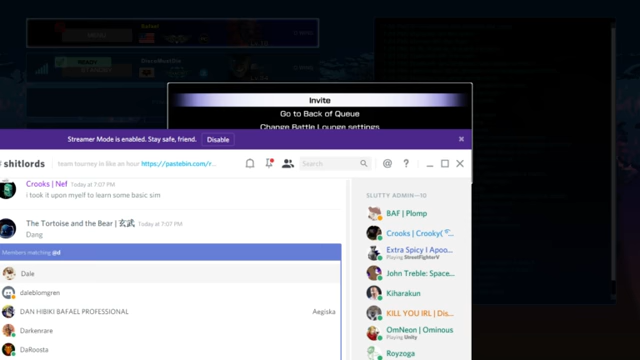 Rafael
MENU
READY
STANDBY
Invite
Go to Back of Queue
Change Battle Lounge settings
Streamer Mode is enabled. Stay safe, friend.
Disable
shitlords
team tourney is like an hour https://pastebin.com/r...
Search
Crooks | Nef Today at 7:07 PM
i took it upon myelf to learn some basic sim
The Tortoise and the Bear | 玄武 Today at 7:07 PM
Dang
Members matching @d
Dale
daleblomgren
DAN HIBIKI BAFAEL PROFESSIONAL
Aegiska
Darkenrare
DaRoosta
SLUTTY ADMIN—10
BAF | Plomp
Crooks | Crooky(
Extra Spicy I Apoo...
Playing StreetFighterV
John Treble: Space...
Kiharakun
KILL YOU IRL | Dis...
OmNeon | Ominous
Playing Unity
Royzoga